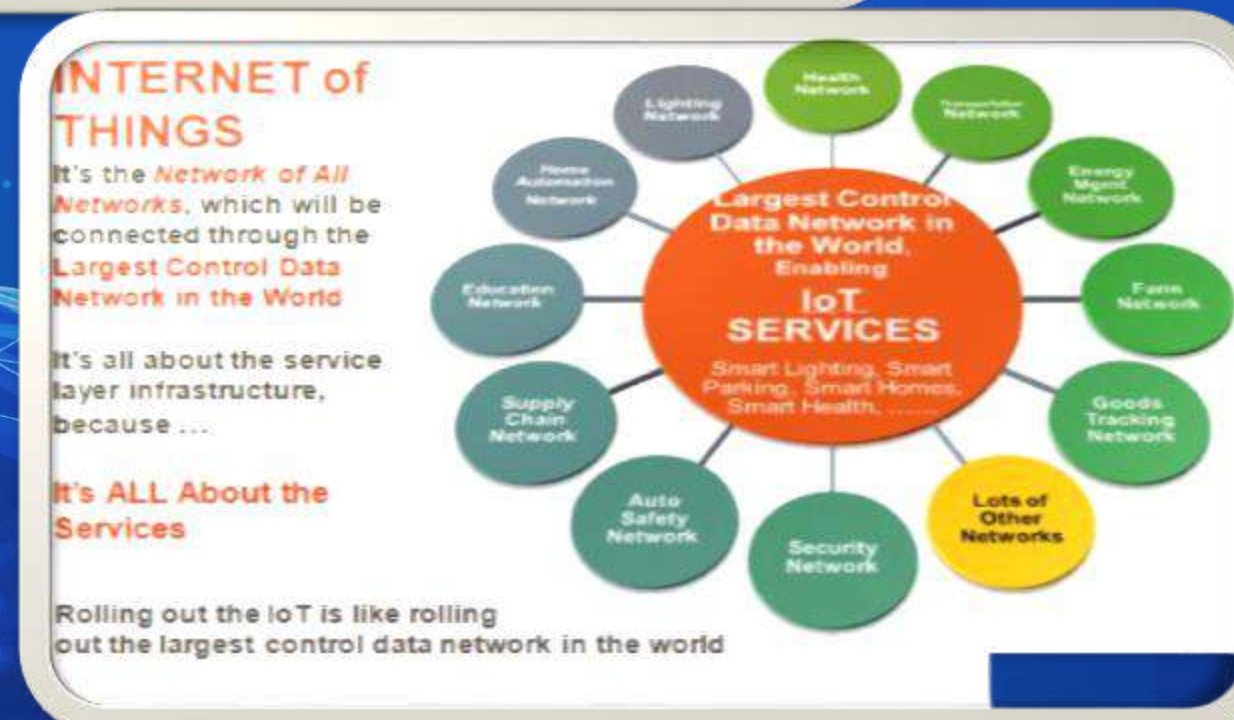 INTERNET of
THINGS
It's the Network of All
Networks, which will be
connected through the
Largest Control Data
Network in the World
It's all about the service
layer infrastructure,
because ...
It's ALL About the
Services
Rolling out the IoT is like rolling
out the largest control data network in the world
Largest Control
Data Network in
the World,
Enabling
IoT
SERVICES
Smart Lighting, Smart
Parking, Smart Homes,
Smart Health, ......
Health
Network
Transportation
Network
Energy
Mgmt
Network
Farm
Network
Goods
Tracking
Network
Lots of
Other
Networks
Security
Network
Auto
Safety
Network
Supply
Chain
Network
Education
Network
Home
Automation
Network
Lighting
Network